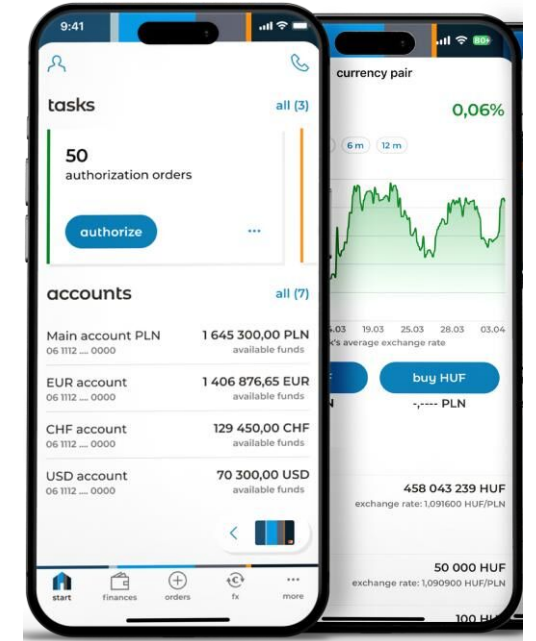 9:41
tasks
all (3)
50
authorization orders
authorize
...
accounts
all (7)
Main account PLN
1 645 300,00 PLN
06 1112 .... 0000
available funds
EUR account
1 406 876,65 EUR
06 1112 .... 0000
available funds
CHF account
129 450,00 CHF
06 1112 .... 0000
available funds
USD account
70 300,00 USD
06 1112 .... 0000
available funds
start
finances
orders
fx
more
80+
currency pair
0,06%
6 m
12 m
.03
19.03
25.03
28.03
03.04
average exchange rate
buy HUF
-,---- PLN
458 043 239 HUF
exchange rate: 1,091600 HUF/PLN
50 000 HUF
exchange rate: 1,090900 HUF/PLN
100 HUF